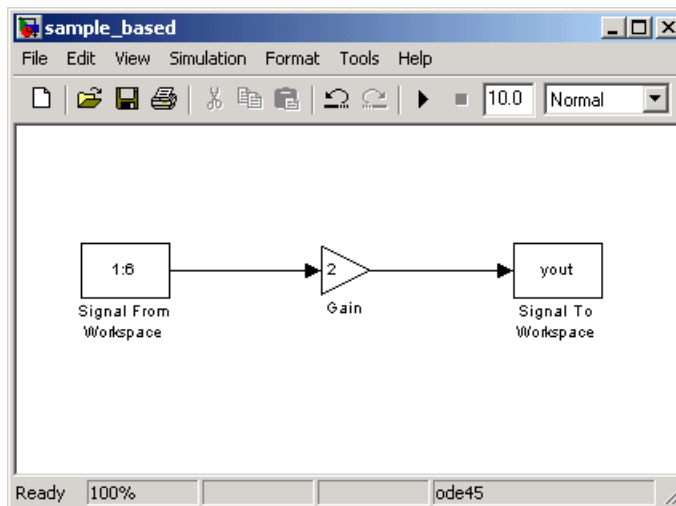 sample_based
File Edit View Simulation Format Tools Help
10.0 Normal
1:6
2
yout
Signal From
Workspace
Gain
Signal To
Workspace
Ready 100% ode45